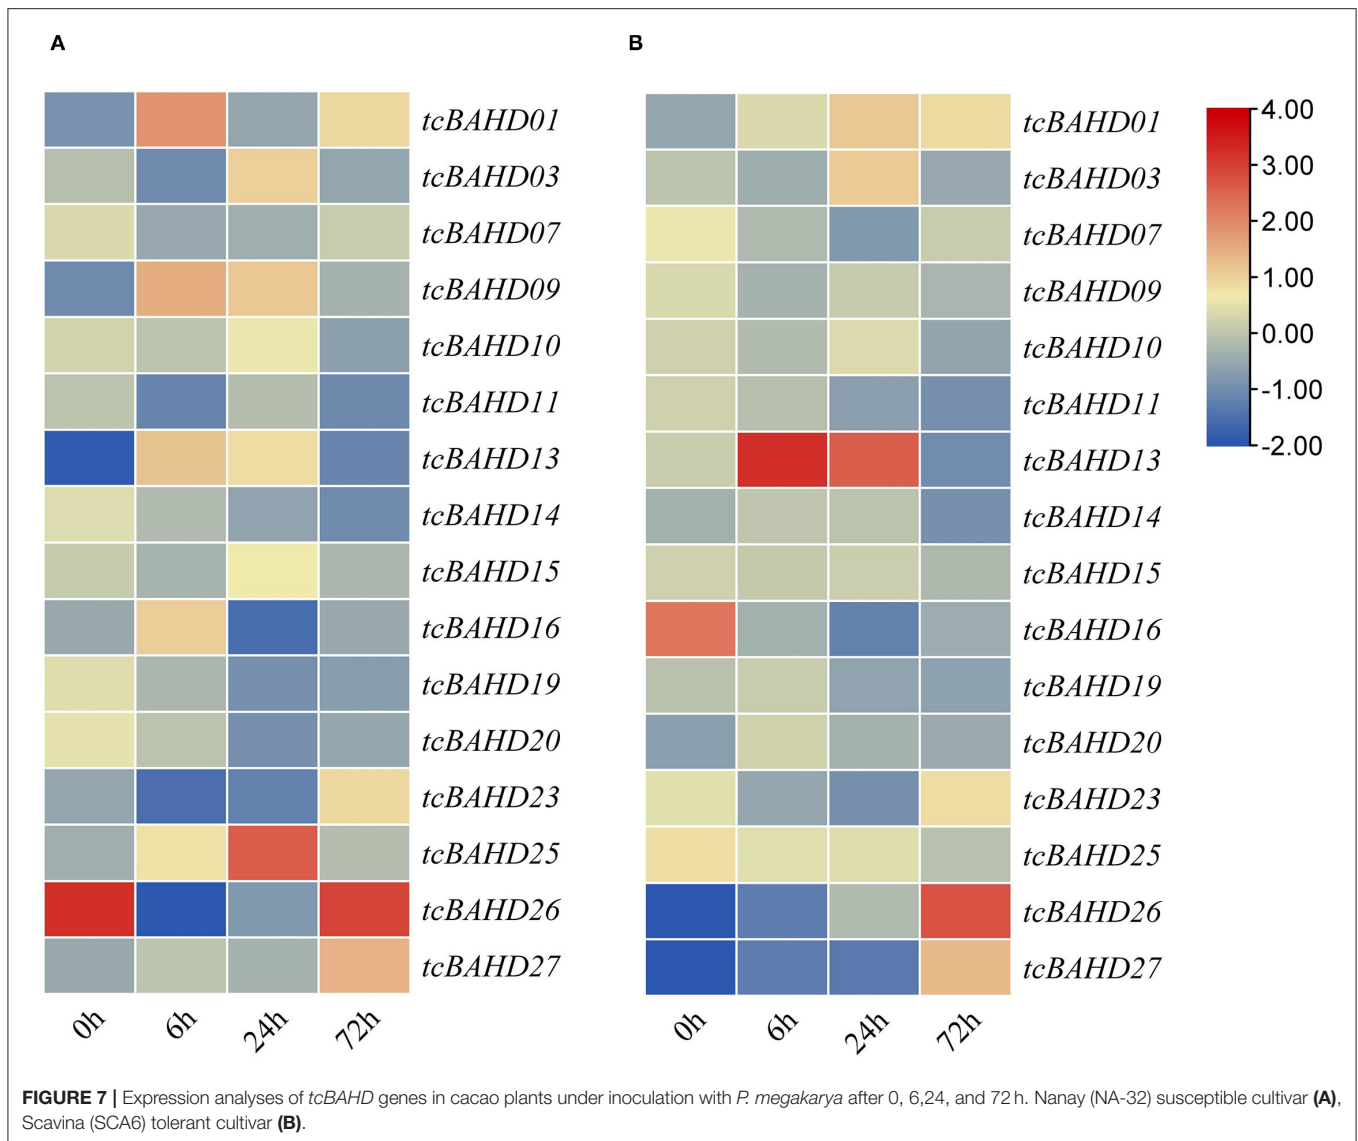 A
B
tcBAHD01
tcBAHD03
tcBAHD07
tcBAHD09
tcBAHD10
tcBAHD11
tcBAHD13
tcBAHD14
tcBAHD15
tcBAHD16
tcBAHD19
tcBAHD20
tcBAHD23
tcBAHD25
tcBAHD26
tcBAHD27
0h 6h 24h 72h
tcBAHD01
tcBAHD03
tcBAHD07
tcBAHD09
tcBAHD10
tcBAHD11
tcBAHD13
tcBAHD14
tcBAHD15
tcBAHD16
tcBAHD19
tcBAHD20
tcBAHD23
tcBAHD25
tcBAHD26
tcBAHD27
0h 6h 24h 72h
4.00
3.00
2.00
1.00
0.00
-1.00
-2.00
FIGURE 7 | Expression analyses of tcBAHD genes in cacao plants under inoculation with P. megakarya after 0, 6,24, and 72 h. Nanay (NA-32) susceptible cultivar (A),
Scavina (SCA6) tolerant cultivar (B).